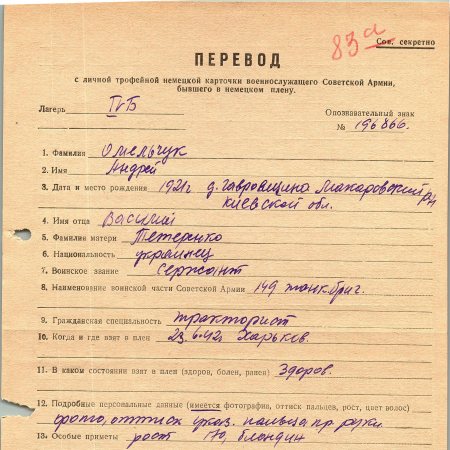 83а
Сов. секретно
ПЕРЕВОД
с личной трофейной немецкой карточки военнослужащего Советской Армии,
бывшего в немецком плену.
Лагерь IVБ
Опознавательный знак
№ 196866.
1. Фамилия Омельчук
2. Имя Андрей
3. Дата и место рождения 1921г д. Гавронщино Макаровский р-н
Киевской обл.
4. Имя отца Василий
5. Фамилия матери Тетеренко
6. Национальность украинец
7. Воинское звание сержант
8. Наименование воинской части Советской Армии 149 танк. бриг.
9. Гражданская специальность тракторист
10. Когда и где взят в плен 23.6.42г Харьков.
11. В каком состоянии взят в плен (здоров, болен, ранен) Здоров.
12. Подробные персональные данные (имеется фотография, оттиск пальцев, рост, цвет волос)
фото, оттиск указ. пальца пр. руки
13. Особые приметы рост 170, блондин